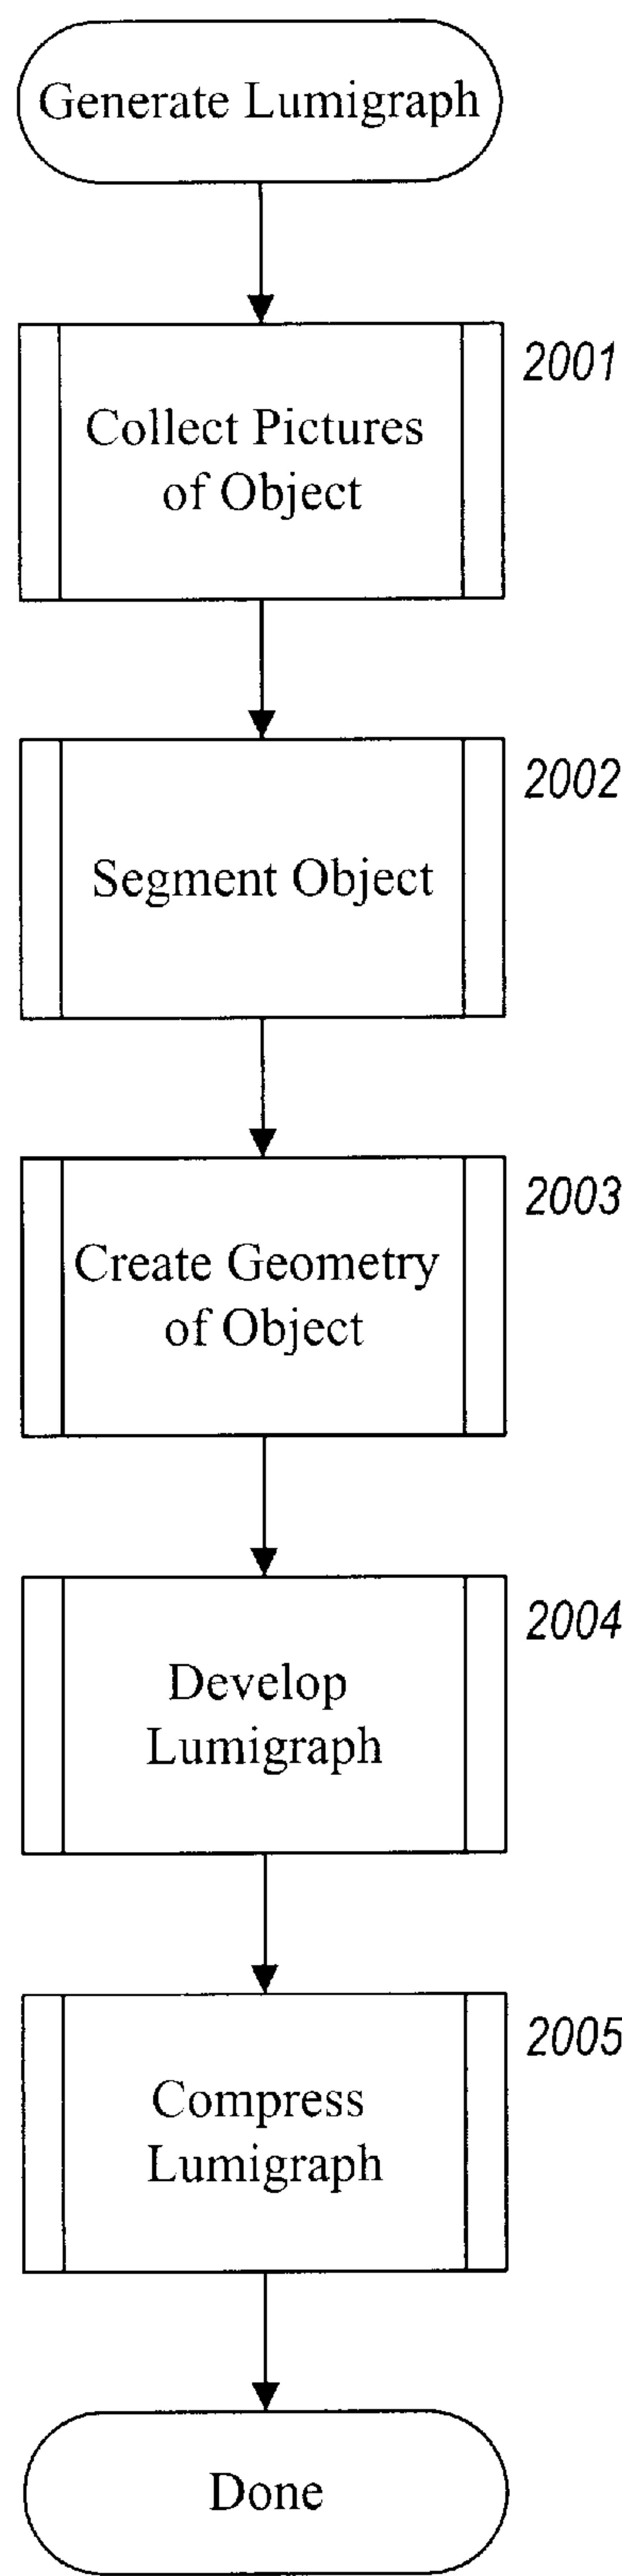 Generate Lumigraph
2001
Collect Pictures
of Object
2002
Segment Object
2003
Create Geometry
of Object
2004
Develop
Lumigraph
2005
Compress
Lumigraph
Done